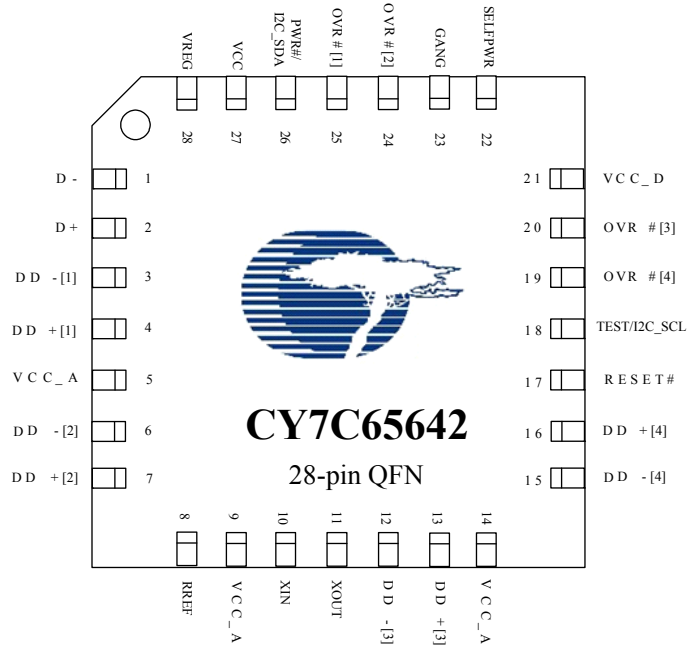 VREG
VCC
PWR#/
I2C_SDA
OVR # [1]
OVR # [2]
GANG
SELFPWR
28
27
26
25
24
23
22
D - 1
D + 2
DD - [1] 3
DD + [1] 4
VCC_A 5
DD - [2] 6
DD + [2] 7
21 VCC_D
20 OVR # [3]
19 OVR # [4]
18 TEST/I2C_SCL
17 RESET#
16 DD + [4]
15 DD - [4]
CY7C65642
28-pin QFN
8
9
10
11
12
13
14
RREF
VCC_A
XIN
XOUT
DD - [3]
DD + [3]
VCC_A